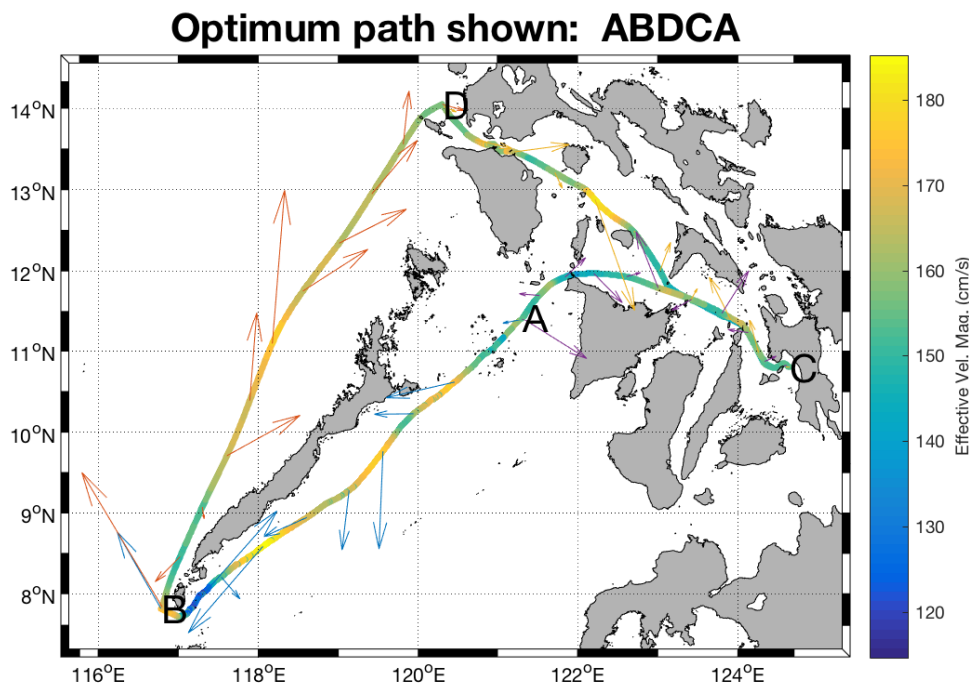 Optimum path shown: ABDCA
14°N
13°N
12°N
11°N
10°N
9°N
8°N
116°E
118°E
120°E
122°E
124°E
D
A
C
B
180
170
160
150
140
130
120
Effective Vel. Mag. (cm/s)